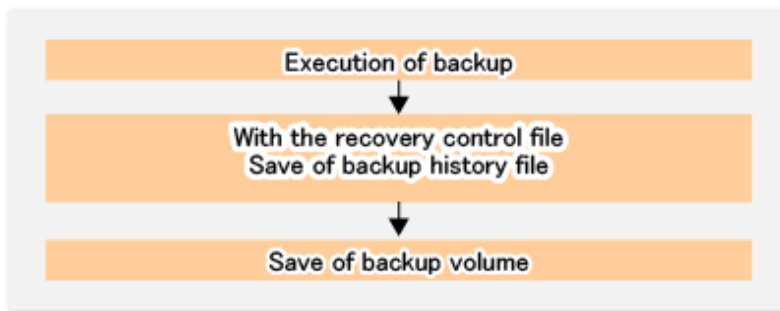 Execution of backup
With the recovery control file
Save of backup history file
Save of backup volume